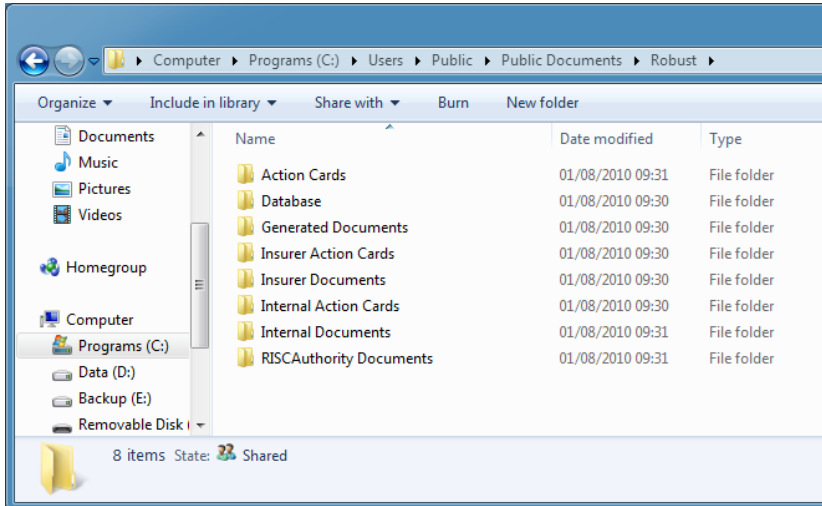 Computer Programs (C:) Users Public Public Documents Robust
Organize Include in library Share with Burn New folder
Documents
Music
Pictures
Videos
Homegroup
Computer
Programs (C:)
Data (D:)
Backup (E:)
Removable Disk
Name Date modified Type
Action Cards 01/08/2010 09:31 File folder
Database 01/08/2010 09:30 File folder
Generated Documents 01/08/2010 09:30 File folder
Insurer Action Cards 01/08/2010 09:30 File folder
Insurer Documents 01/08/2010 09:30 File folder
Internal Action Cards 01/08/2010 09:30 File folder
Internal Documents 01/08/2010 09:31 File folder
RISCAuthority Documents 01/08/2010 09:31 File folder
8 items State: Shared